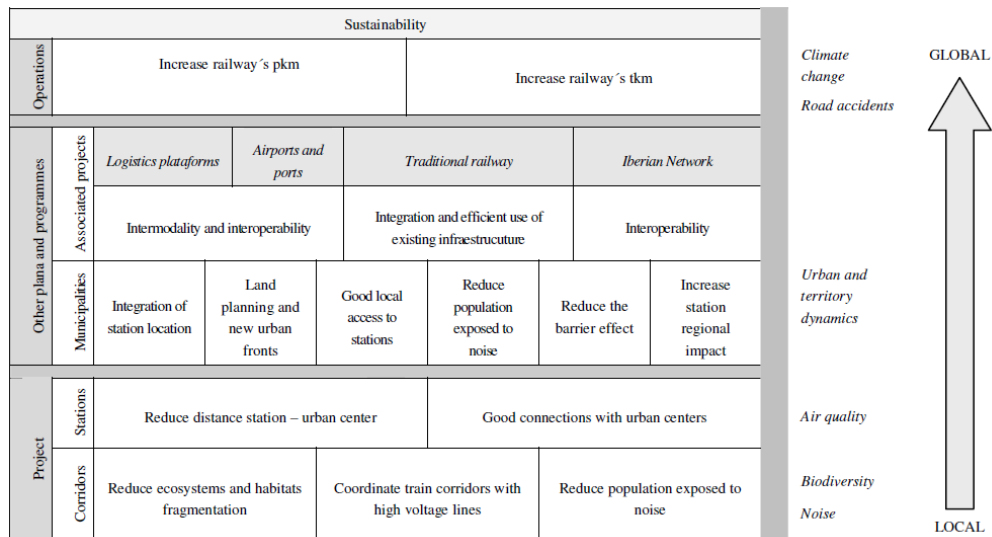 Sustainability
Operations
Increase railway´s pkm
Increase railway´s tkm
Climate
change
Road accidents
GLOBAL
Other plana and programmes
Associated projects
Logistics plataforms
Airports and
ports
Traditional railway
Iberian Network
Intermodality and interoperability
Integration and efficient use of
existing infraestrucuture
Interoperability
Municipalities
Integration of
station location
Land
planning and
new urban
fronts
Good local
access to
stations
Reduce
population
exposed to
noise
Reduce the
barrier effect
Increase
station
regional
impact
Urban and
territory
dynamics
Project
Stations
Reduce distance station – urban center
Good connections with urban centers
Air quality
Corridors
Reduce ecosystems and habitats
fragmentation
Coordinate train corridors with
high voltage lines
Reduce population exposed to
noise
Biodiversity
Noise
LOCAL